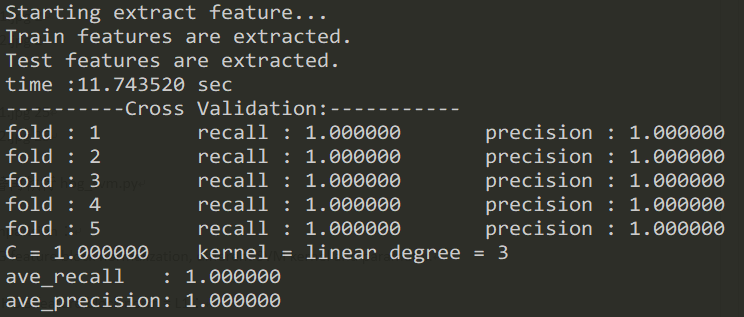 Starting extract feature...
Train features are extracted.
Test features are extracted.
time :11.743520 sec
----------Cross Validation:-----------
fold : 1 recall : 1.000000 precision : 1.000000
fold : 2 recall : 1.000000 precision : 1.000000
fold : 3 recall : 1.000000 precision : 1.000000
fold : 4 recall : 1.000000 precision : 1.000000
fold : 5 recall : 1.000000 precision : 1.000000
C = 1.000000 kernel = linear degree = 3
ave_recall : 1.000000
ave_precision: 1.000000